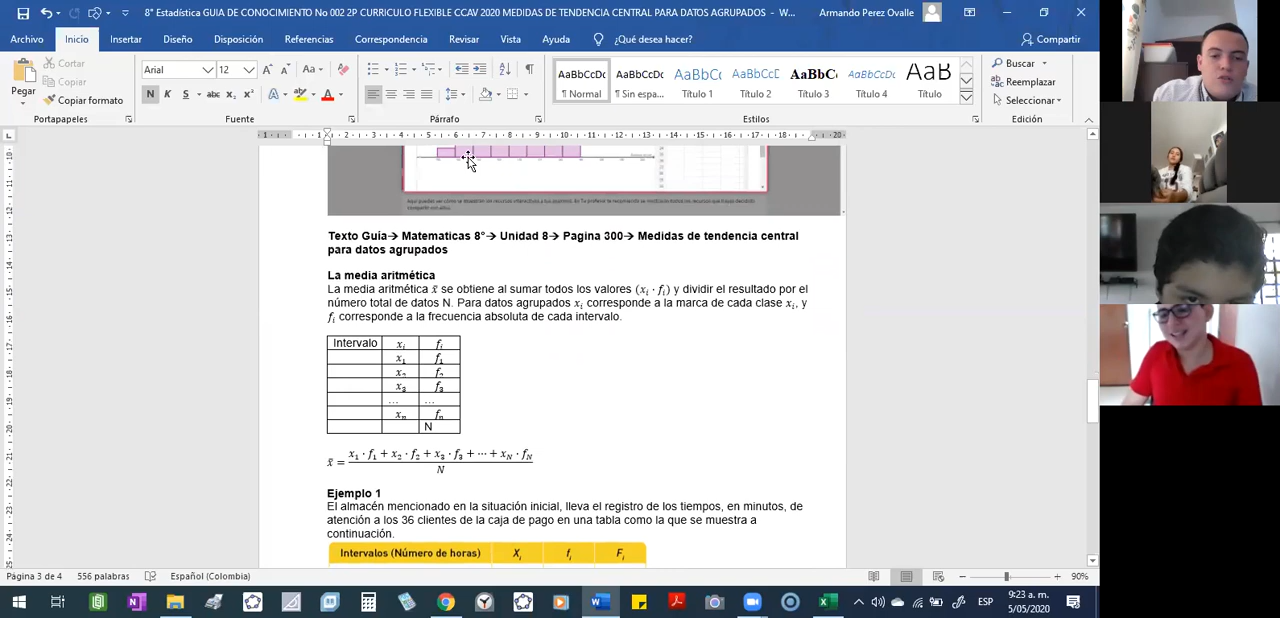 8° Estadística GUIA DE CONOCIMIENTO No 002 2P CURRICULO FLEXIBLE CCAV 2020 MEDIDAS DE TENDENCIA CENTRAL PARA DATOS AGRUPADOS - W...
Armando Perez Ovalle
Archivo Inicio Insertar Diseño Disposición Referencias Correspondencia Revisar Vista Ayuda ¿Qué desea hacer? Compartir
Pegar
Cortar
Copiar
Copiar formato
Portapapeles
Arial 12
N K S abc x₂ x²
Fuente
Párrafo
AaBbCcDc AaBbCcDc AaBbC AaBbCcE AaBbCc AaBbCcDc AaB
¶ Normal ¶ Sin espa... Título 1 Título 2 Título 3 Título 4 Título
Estilos
Buscar
Reemplazar
Seleccionar
Edición
Texto Guía→ Matematicas 8°→ Unidad 8→ Pagina 300→ Medidas de tendencia central
para datos agrupados
La media aritmética
La media aritmética x̄ se obtiene al sumar todos los valores (xᵢ · fᵢ) y dividir el resultado por el
número total de datos N. Para datos agrupados xᵢ corresponde a la marca de cada clase xᵢ, y
fᵢ corresponde a la frecuencia absoluta de cada intervalo.
Intervalo xᵢ fᵢ
x₁ f₁
x₂ f₂
x₃ f₃
... ...
xₙ fₙ
N
x̄ = (x₁ · f₁ + x₂ · f₂ + x₃ · f₃ + ⋯ + x_N · f_N) / N
Ejemplo 1
El almacén mencionado en la situación inicial, lleva el registro de los tiempos, en minutos, de
atención a los 36 clientes de la caja de pago en una tabla como la que se muestra a
continuación.
Intervalos (Número de horas) Xᵢ fᵢ Fᵢ
Página 3 de 4 556 palabras Español (Colombia) 90%
ESP
9:23 a. m.
5/05/2020